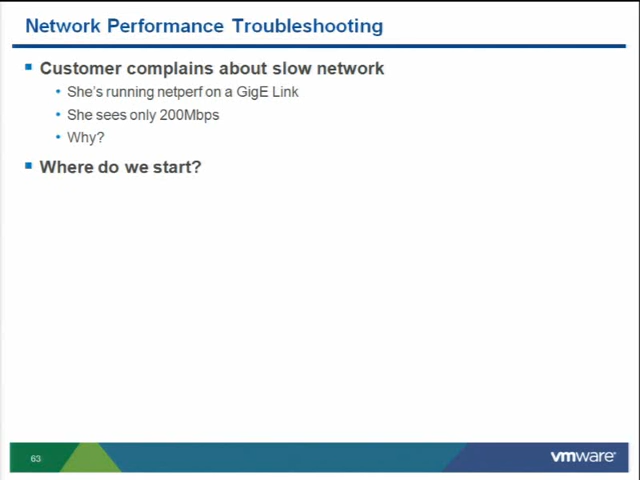 Network Performance Troubleshooting
Customer complains about slow network
She's running netperf on a GigE Link
She sees only 200Mbps
Why?
Where do we start?
63
vmware